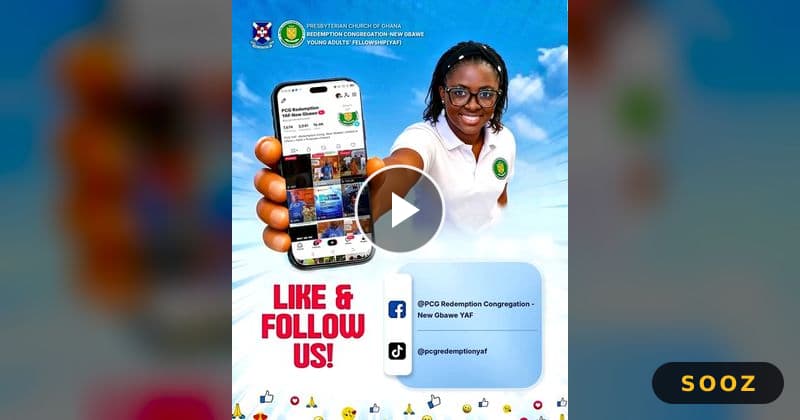 PRESBYTERIAN CHURCH OF GHANA
REDEMPTION CONGREGATION-NEW GBAWE
YOUNG ADULTS' FELLOWSHIP(YAF)
PCG Redemption
YAF-New Gbawe
LIKE &
FOLLOW
US!
@PCG Redemption Congregation -
New Gbawe YAF
@pcgredemptionyaf
SOOZ